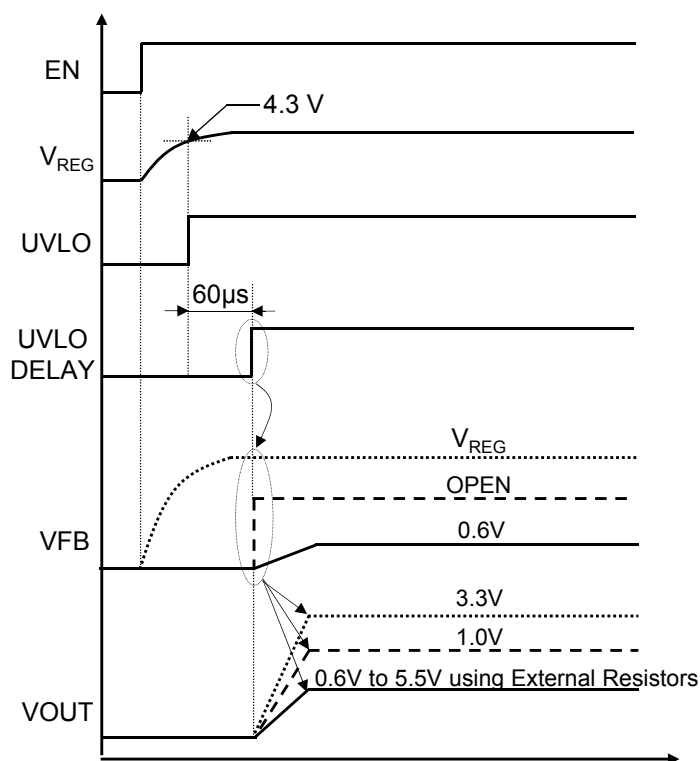 EN
4.3 V
VREG
UVLO
60µs
UVLO
DELAY
VREG
OPEN
VFB
0.6V
3.3V
1.0V
0.6V to 5.5V using External Resistors
VOUT